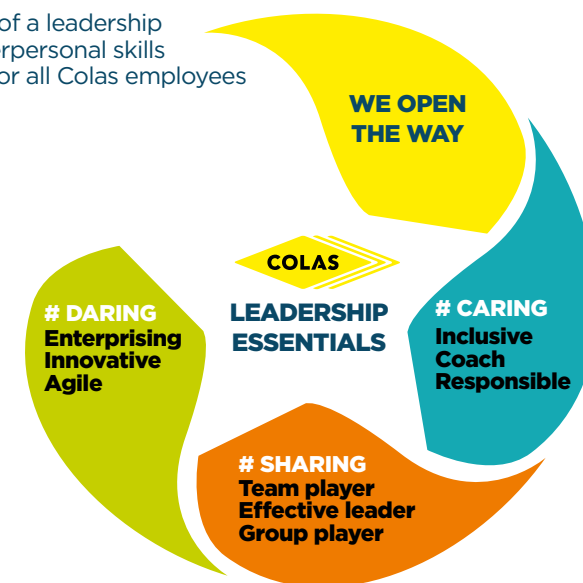 of a leadership
rpersonal skills
or all Colas employees
WE OPEN
THE WAY
COLAS
LEADERSHIP
ESSENTIALS
# DARING
Enterprising
Innovative
Agile
# CARING
Inclusive
Coach
Responsible
# SHARING
Team player
Effective leader
Group player